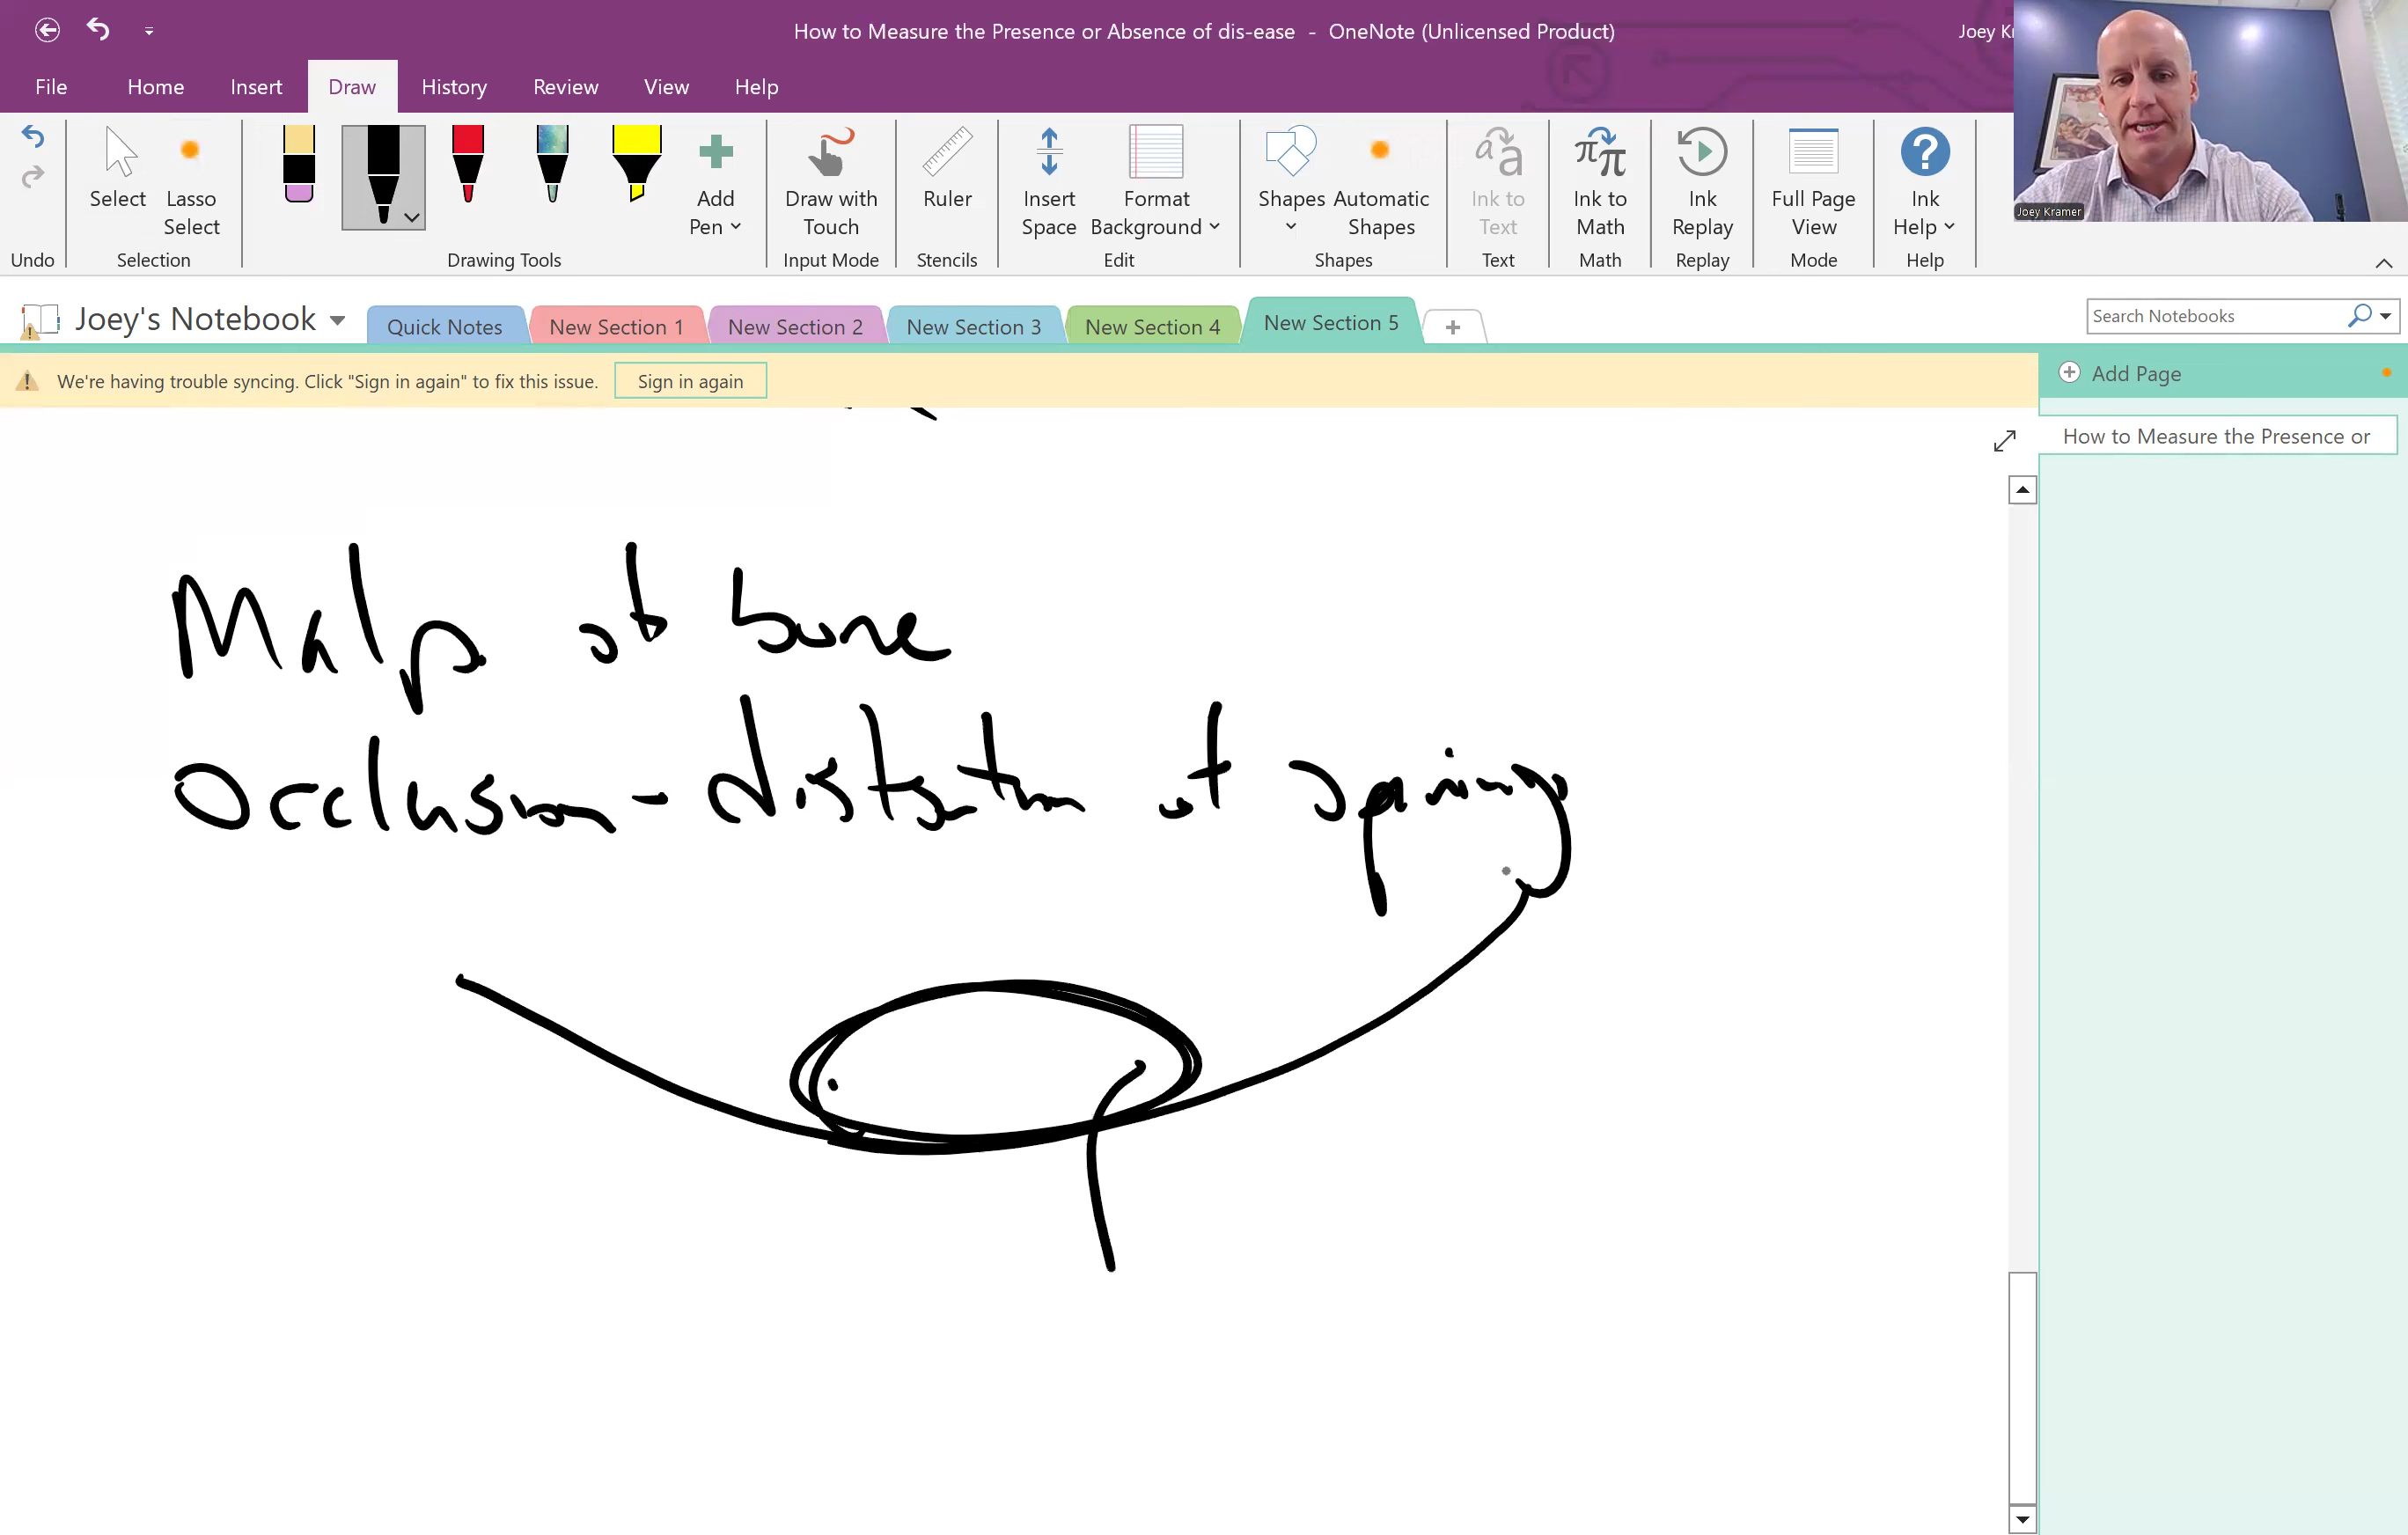 How to Measure the Presence or Absence of dis-ease - OneNote (Unlicensed Product)
Joey Kr
File Home Insert Draw History Review View Help
Select
Lasso Select
Add Pen
Draw with Touch
Ruler
Insert Space
Format Background
Shapes
Automatic Shapes
Ink to Text
Ink to Math
Ink Replay
Full Page View
Ink Help
Joey Kramer
Undo Selection Drawing Tools Input Mode Stencils Edit Shapes Text Math Replay Mode Help
Joey's Notebook Quick Notes New Section 1 New Section 2 New Section 3 New Section 4 New Section 5 Search Notebooks
We're having trouble syncing. Click "Sign in again" to fix this issue. Sign in again
Add Page
How to Measure the Presence or
Malp of bone
Occlusion - distortion of opening